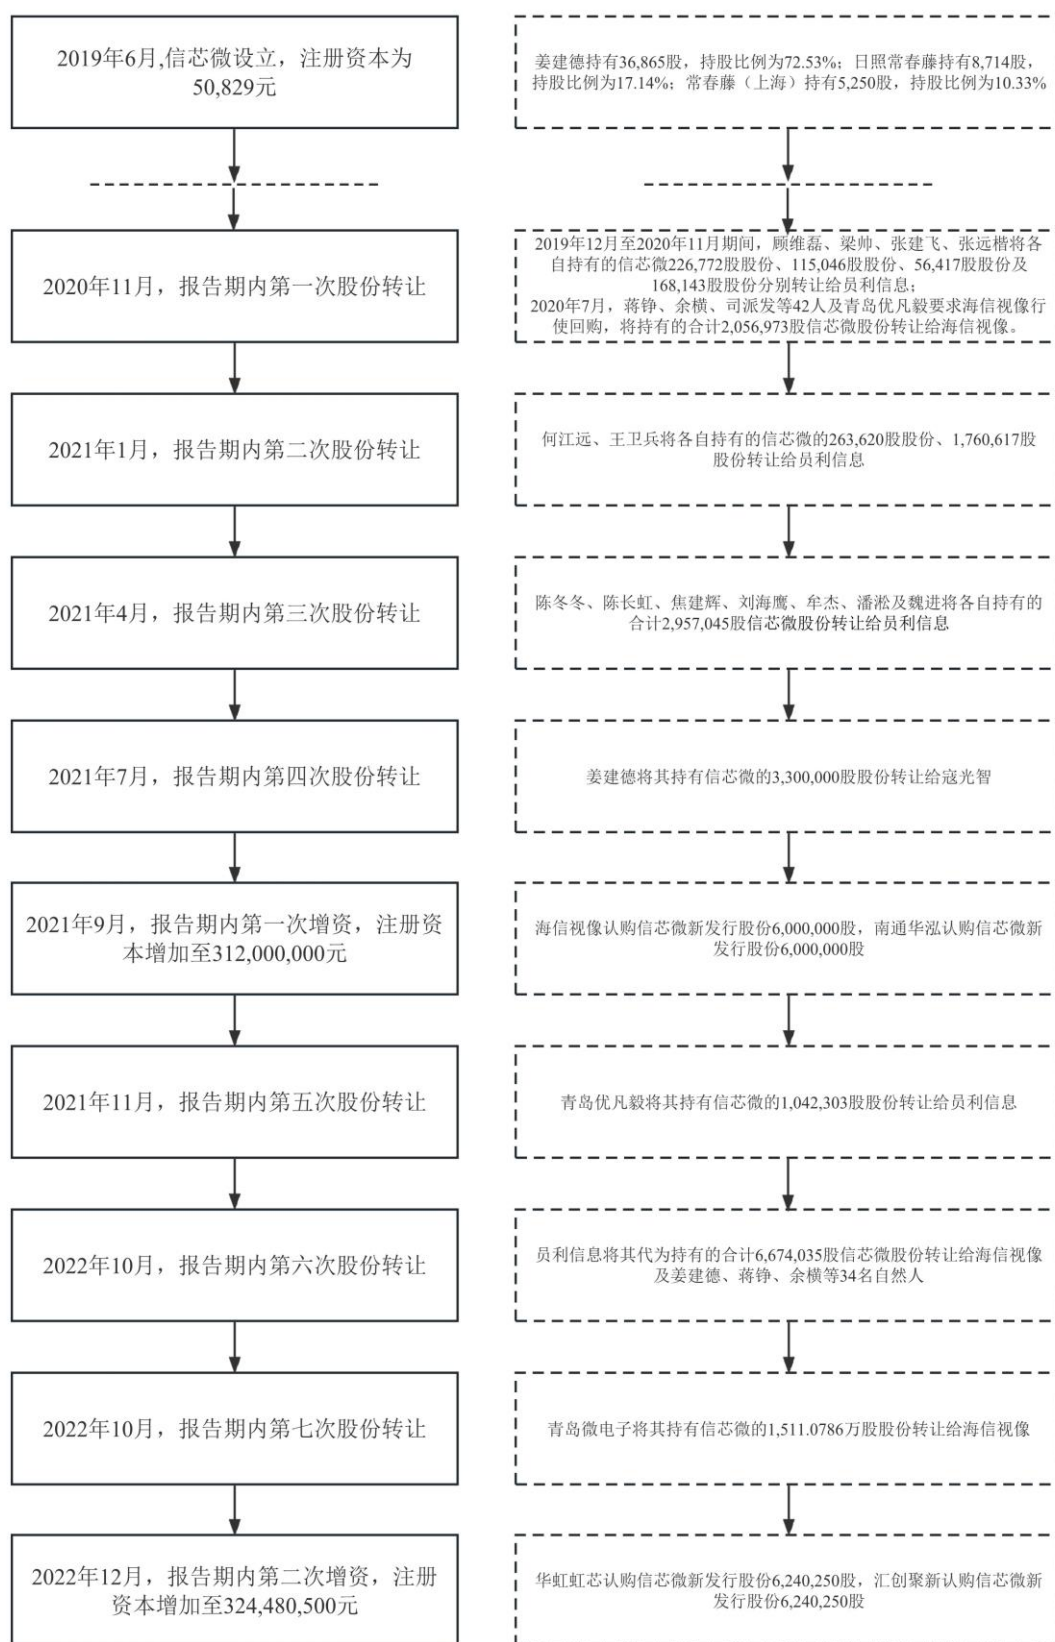 2019年6月,信芯微设立，注册资本为
50,829元
姜建德持有36,865股，持股比例为72.53%；日照常春藤持有8,714股，
持股比例为17.14%；常春藤（上海）持有5,250股，持股比例为10.33%
2020年11月，报告期内第一次股份转让
2019年12月至2020年11月期间，顾维磊、梁帅、张建飞、张远楷将各
自持有的信芯微226,772股股份、115,046股股份、56,417股股份及
168,143股股份分别转让给员利信息；
2020年7月，蒋铮、余横、司派发等42人及青岛优凡毅要求海信视像行
使回购，将持有的合计2,056,973股信芯微股份转让给海信视像。
2021年1月，报告期内第二次股份转让
何江远、王卫兵将各自持有的信芯微的263,620股股份、1,760,617股
股份转让给员利信息
2021年4月，报告期内第三次股份转让
陈冬冬、陈长虹、焦建辉、刘海鹰、牟杰、潘淞及魏进将各自持有的
合计2,957,045股信芯微股份转让给员利信息
2021年7月，报告期内第四次股份转让
姜建德将其持有信芯微的3,300,000股股份转让给寇光智
2021年9月，报告期内第一次增资，注册资
本增加至312,000,000元
海信视像认购信芯微新发行股份6,000,000股，南通华泓认购信芯微新
发行股份6,000,000股
2021年11月，报告期内第五次股份转让
青岛优凡毅将其持有信芯微的1,042,303股股份转让给员利信息
2022年10月，报告期内第六次股份转让
员利信息将其代为持有的合计6,674,035股信芯微股份转让给海信视像
及姜建德、蒋铮、余横等34名自然人
2022年10月，报告期内第七次股份转让
青岛微电子将其持有信芯微的1,511.0786万股股份转让给海信视像
2022年12月，报告期内第二次增资，注册
资本增加至324,480,500元
华虹虹芯认购信芯微新发行股份6,240,250股，汇创聚新认购信芯微新
发行股份6,240,250股